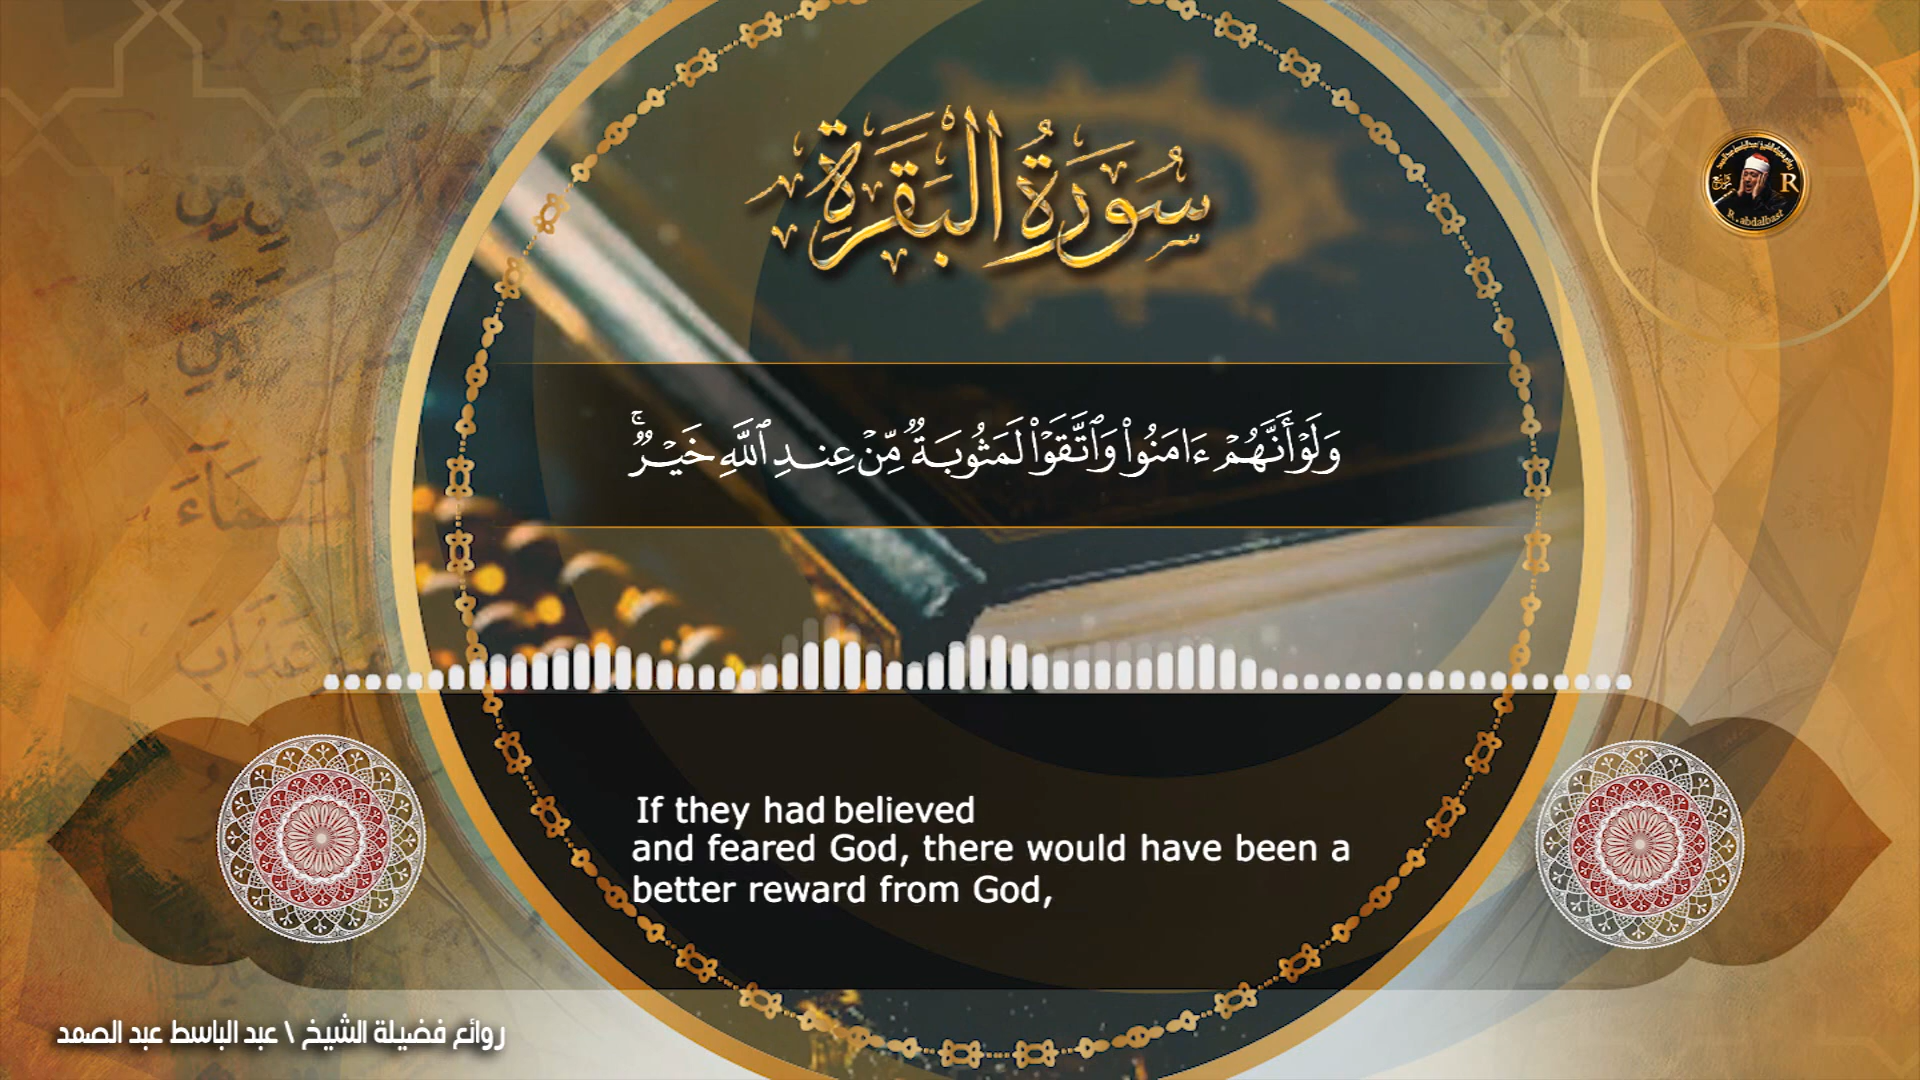 سُورَةُ البَقَرَةِ
وَلَوۡ أَنَّهُمۡ ءَامَنُواْ وَٱتَّقَوۡاْ لَمَثُوبَةٞ مِّنۡ عِندِ ٱللَّهِ خَيۡرٞۚ
If they had believed
and feared God, there would have been a
better reward from God,
روائع فضيلة الشيخ \ عبد الباسط عبد الصمد
R
R.abdalbast